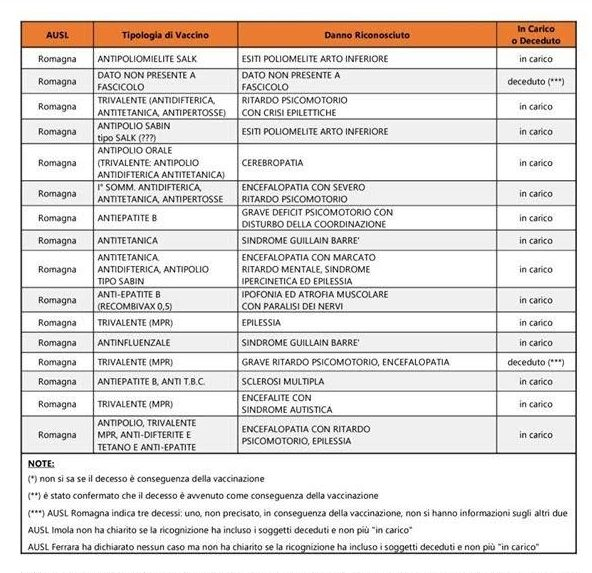 AUSL Tipologia di Vaccino Danno Riconosciuto In Carico
o Deceduto
Romagna ANTIPOLIOMIELITE SALK ESITI POLIOMELITE ARTO INFERIORE in carico
Romagna DATO NON PRESENTE A DATO NON PRESENTE A deceduto (***)
FASCICOLO FASCICOLO
Romagna TRIVALENTE (ANTIDIFTERICA, RITARDO PSICOMOTORIO in carico
ANTITETANICA, ANTIPERTOSSE) CON CRISI EPILETTICHE
Romagna ANTIPOLIO SABIN ESITI POLIOMELITE ARTO INFERIORE in carico
tipo SALK (???)
ANTIPOLIO ORALE
Romagna (TRIVALENTE: ANTIPOLIO CEREBROPATIA in carico
ANTIDIFTERICA ANTITETANICA)
Romagna I° SOMM. ANTIDIFTERICA, ENCEFALOPATIA CON SEVERO in carico
ANTITETANICA, ANTIPERTOSSE RITARDO PSICOMOTORIO
Romagna ANTIEPATITE B GRAVE DEFICIT PSICOMOTORIO CON in carico
DISTURBO DELLA COORDINAZIONE
Romagna ANTITETANICA SINDROME GUILLAIN BARRE' in carico
ANTITETANICA. ENCEFALOPATIA CON MARCATO
Romagna ANTIDIFTERICA, ANTIPOLIO RITARDO MENTALE, SINDROME in carico
TIPO SABIN IPERCINETICA ED EPILESSIA
Romagna ANTI-EPATITE B IPOFONIA ED ATROFIA MUSCOLARE in carico
(RECOMBIVAX 0,5) CON PARALISI DEI NERVI
Romagna TRIVALENTE (MPR) EPILESSIA in carico
Romagna ANTINFLUENZALE SINDROME GUILLAIN BARRE' in carico
Romagna TRIVALENTE (MPR) GRAVE RITARDO PSICOMOTORIO, ENCEFALOPATIA deceduto (***)
Romagna ANTIEPATITE B, ANTI T.B.C. SCLEROSI MULTIPLA in carico
Romagna TRIVALENTE (MPR) ENCEFALITE CON in carico
SINDROME AUTISTICA
ANTIPOLIO, TRIVALENTE
Romagna MPR, ANTI-DIFTERITE E ENCEFALOPATIA CON RITARDO in carico
TETANO E ANTI-EPATITE PSICOMOTORIO, EPILESSIA
NOTE:
(*) non si sa se il decesso è conseguenza della vaccinazione
(**) é stato confermato che il decesso è avvenuto come conseguenza della vaccinazione
(***) AUSL Romagna indica tre decessi: uno, non precisato, in conseguenza della vaccinazione, non si hanno informazioni sugli altri due
AUSL Imola non ha chiarito se la ricognizione ha incluso i soggetti deceduti e non più "in carico"
AUSL Ferrara ha dichiarato nessun caso ma non ha chiarito se la ricognizione ha incluso i soggetti deceduti e non più "in carico"